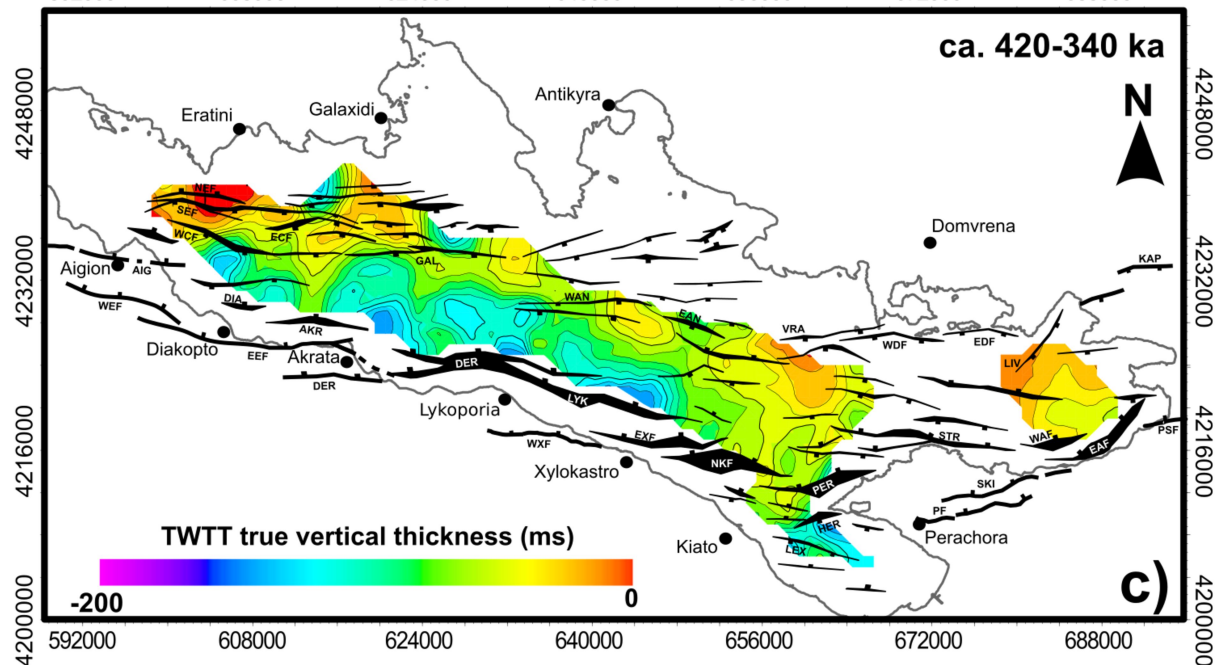 ca. 420-340 ka
N
Eratini
Galaxidi
Antikyra
Domvrena
NEF
SEF
WCF
ECF
GAL
KAP
Aigion
AIG
WEF
DIA
WAN
EAN
VRA
WDF
EDF
Diakopto
EEF
AKR
Akrata
DER
DER
LIV
Lykoporia
LYK
WXF
EXF
STR
WAF
EAF
PSF
Xylokastro
NKF
PER
SKI
PF
HER
Perachora
Kiato
LEX
TWTT true vertical thickness (ms)
-200
0
c)
4248000
4232000
4216000
4200000
4248000
4232000
4216000
4200000
592000 608000 624000 640000 656000 672000 688000